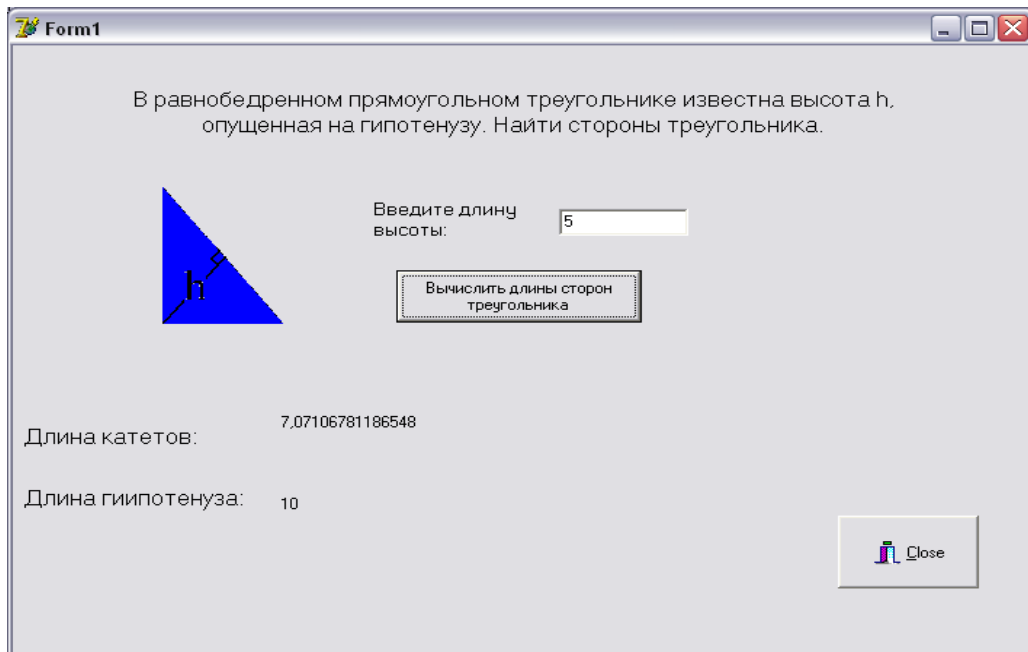 Form1
В равнобедренном прямоугольном треугольнике известна высота h,
опущенная на гипотенузу. Найти стороны треугольника.
Введите длину
высоты:
5
h
Вычислить длины сторон
треугольника
7,07106781186548
Длина катетов:
Длина гиипотенуза:
10
Close